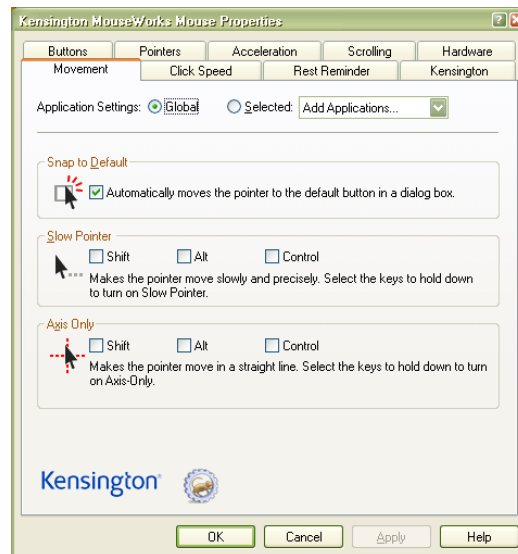 Kensington MouseWorks Mouse Properties
Buttons Pointers Acceleration Scrolling Hardware
Movement Click Speed Rest Reminder Kensington
Application Settings: Global Selected: Add Applications...
Snap to Default
Automatically moves the pointer to the default button in a dialog box.
Slow Pointer
Shift Alt Control
Makes the pointer move slowly and precisely. Select the keys to hold down
to turn on Slow Pointer.
Axis Only
Shift Alt Control
Makes the pointer move in a straight line. Select the keys to hold down to turn
on Axis-Only.
Kensington
OK Cancel Apply Help